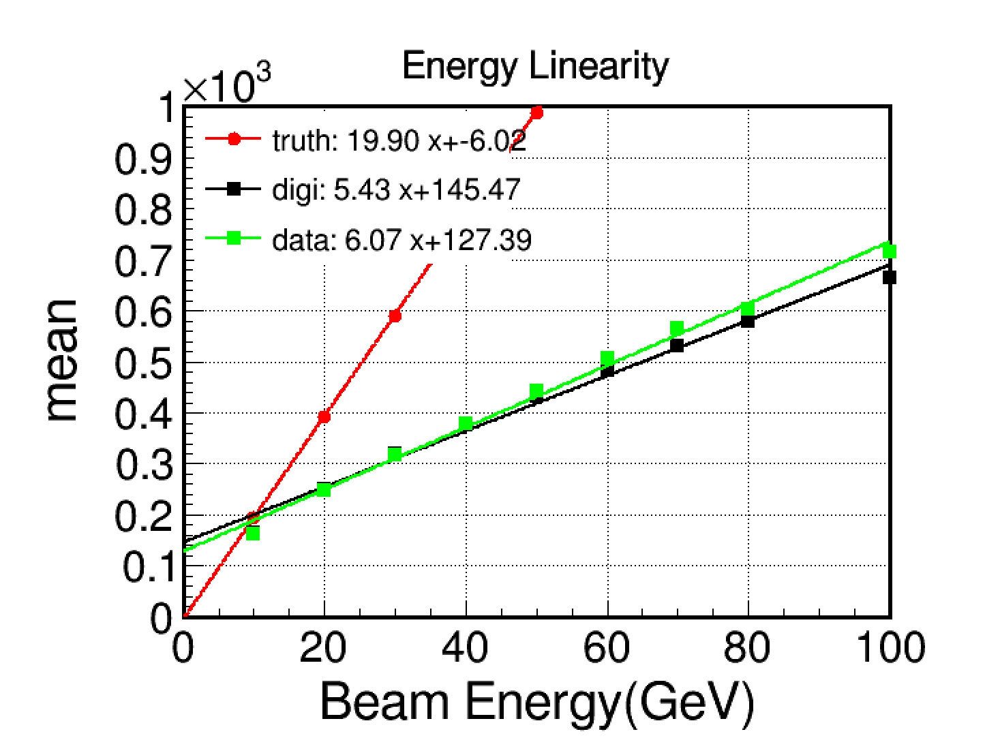 Energy Linearity
×10³
1
0.9
0.8
0.7
0.6
0.5
0.4
0.3
0.2
0.1
0
truth: 19.90 x+-6.02
digi: 5.43 x+145.47
data: 6.07 x+127.39
mean
0 20 40 60 80 100
Beam Energy(GeV)